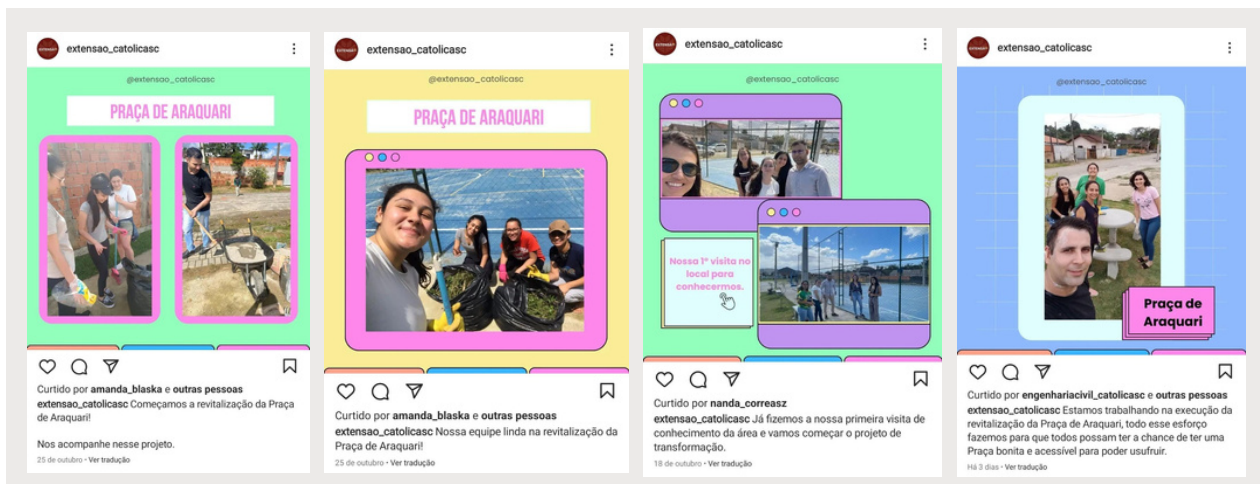 extensao_catolicasc
@extensao_catolicasc
PRAÇA DE ARAQUARI
Curtido por amanda_blaska e outras pessoas
extensao_catolicasc Começamos a revitalização da Praça
de Araquari!
Nos acompanhe nesse projeto.
25 de outubro • Ver tradução
extensao_catolicasc
@extensao_catolicasc
PRAÇA DE ARAQUARI
Curtido por amanda_blaska e outras pessoas
extensao_catolicasc Nossa equipe linda na revitalização da
Praça de Araquari!
25 de outubro • Ver tradução
extensao_catolicasc
@extensao_catolicasc
Nossa 1ª visita no
local para
conhecermos.
Curtido por nanda_correasz
extensao_catolicasc Já fizemos a nossa primeira visita de
conhecimento da área e vamos começar o projeto de
transformação.
18 de outubro • Ver tradução
extensao_catolicasc
@extensao_catolicasc
Praça de
Araquari
Curtido por engenhariacivil_catolicasc e outras pessoas
extensao_catolicasc Estamos trabalhando na execução da
revitalização da Praça de Araquari, todo esse esforço
fazemos para que todos possam ter a chance de ter uma
Praça bonita e acessível para poder usufruir.
Há 3 dias • Ver tradução